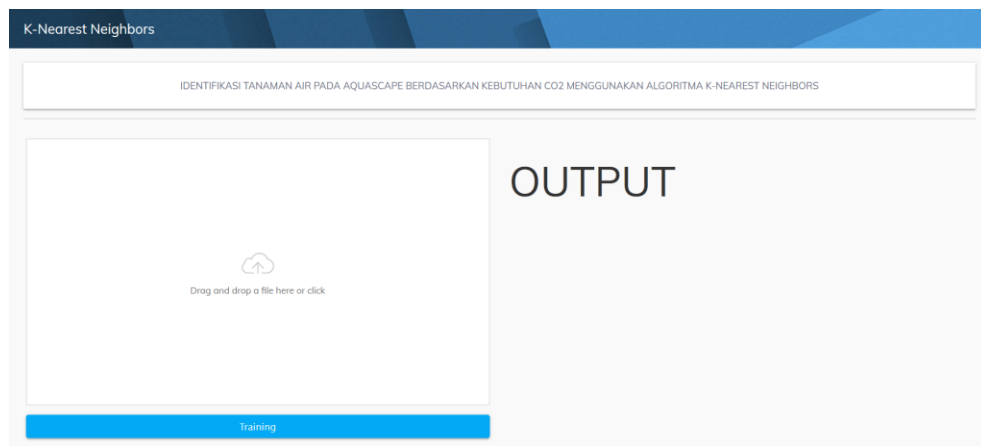 K-Nearest Neighbors
IDENTIFIKASI TANAMAN AIR PADA AQUASCAPE BERDASARKAN KEBUTUHAN CO2 MENGGUNAKAN ALGORITMA K-NEAREST NEIGHBORS
OUTPUT
Drag and drop a file here or click
Training